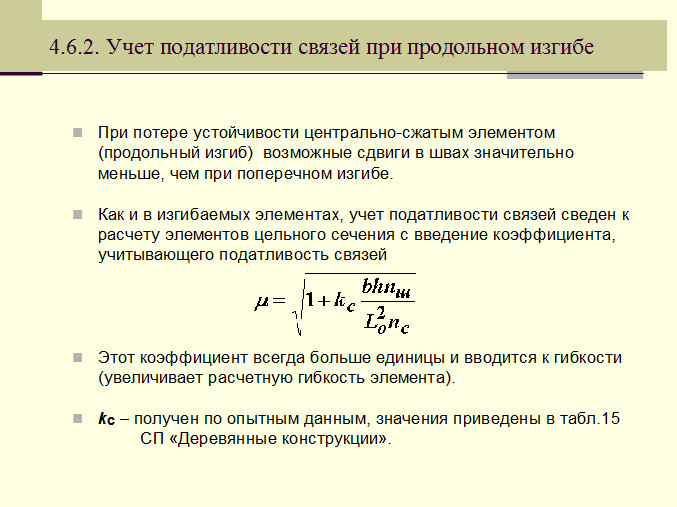 4.6.2. Учет податливости связей при продольном изгибе
При потере устойчивости центрально-сжатым элементом
(продольный изгиб) возможные сдвиги в швах значительно
меньше, чем при поперечном изгибе.
Как и в изгибаемых элементах, учет податливости связей сведен к
расчету элементов цельного сечения с введение коэффициента,
учитывающего податливость связей
μ = √(1 + k_c bhn_ш / (L_o^2 n_c))
Этот коэффициент всегда больше единицы и вводится к гибкости
(увеличивает расчетную гибкость элемента).
kс – получен по опытным данным, значения приведены в табл.15
СП «Деревянные конструкции».